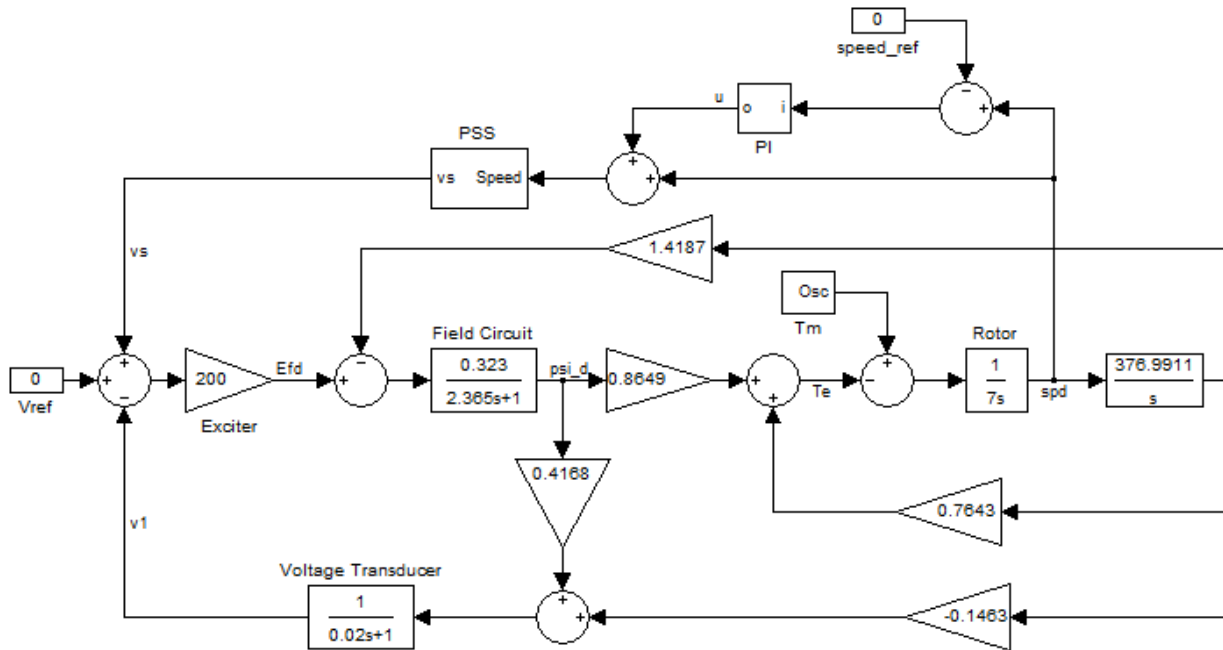 0
speed_ref
−
+
u
o i
PI
PSS
vs Speed
+
+
1.4187
vs
Osc
Tm
Field Circuit
Rotor
0
Vref
+
+
−
200
Exciter
Efd
−
+
0.323
2.365s+1
psi_d
0.8649
+
+
Te
+
−
1
7s
spd
376.9911
s
0.4168
0.7643
v1
Voltage Transducer
1
0.02s+1
+
+
-0.1463